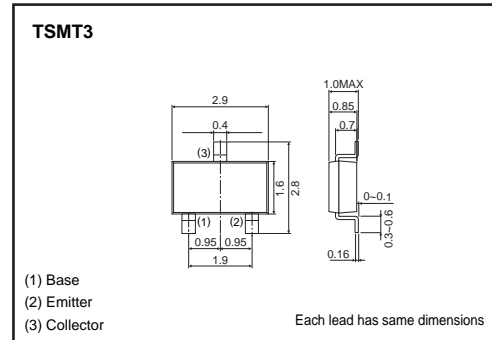 TSMT3
1.0MAX
2.9
0.85
0.4
0.7
(3)
1.6
2.8
0~0.1
(1)
(2)
0.3~0.6
0.95
0.95
0.16
1.9
(1) Base
(2) Emitter
(3) Collector
Each lead has same dimensions